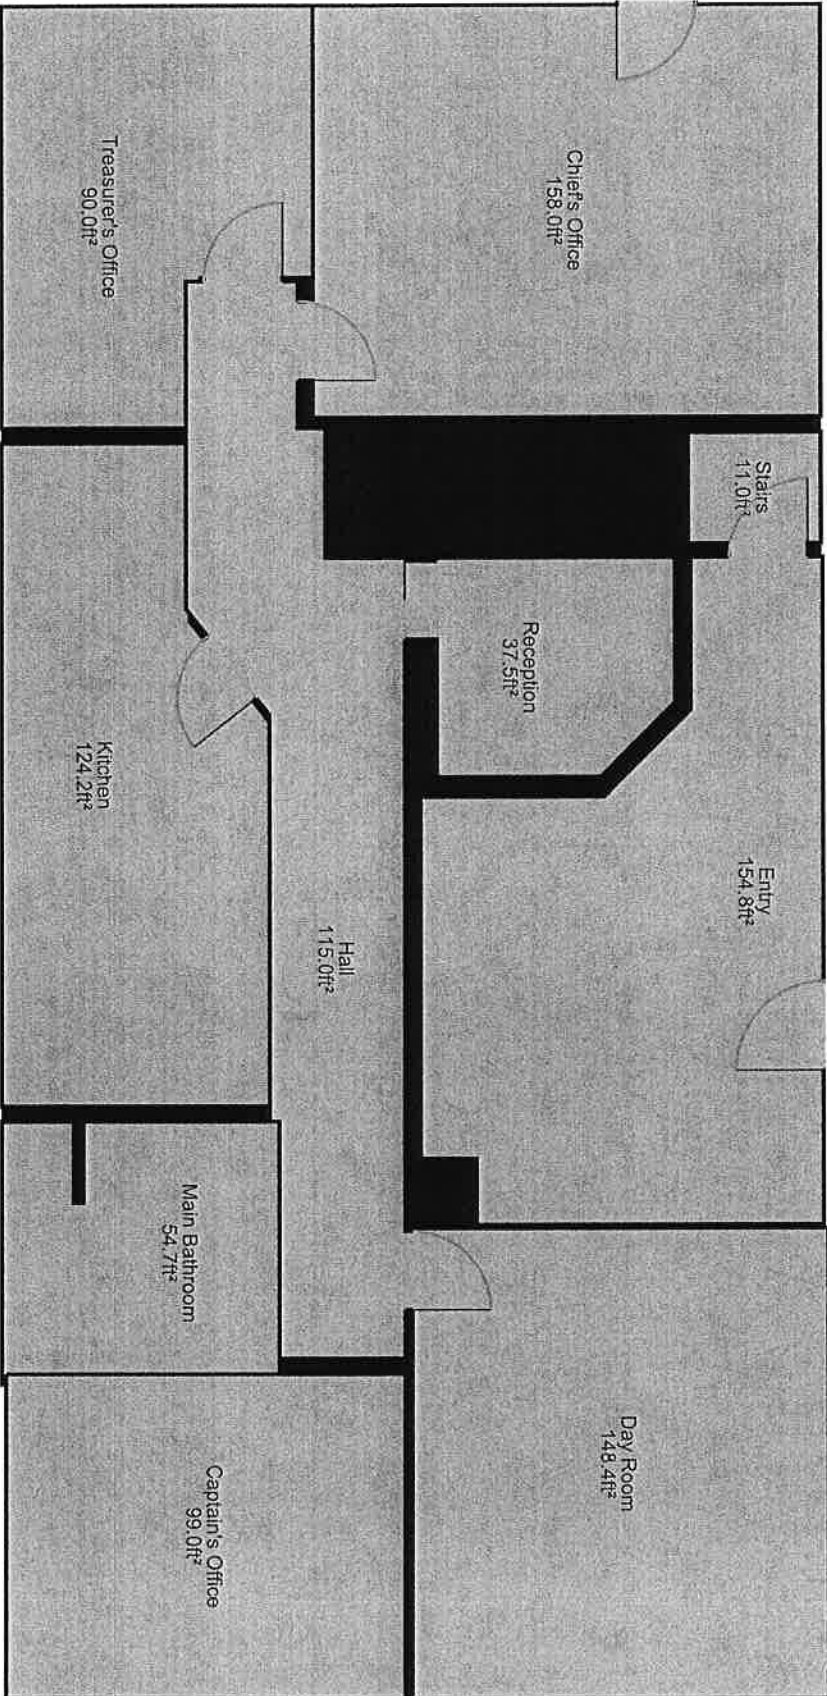 Chief's Office
158.0ft²
Stairs
11.0ft²
Entry
154.8ft²
Day Room
148.4ft²
Reception
37.5ft²
Hall
115.0ft²
Treasurer's Office
90.0ft²
Kitchen
124.2ft²
Main Bathroom
54.7ft²
Captain's Office
99.0ft²